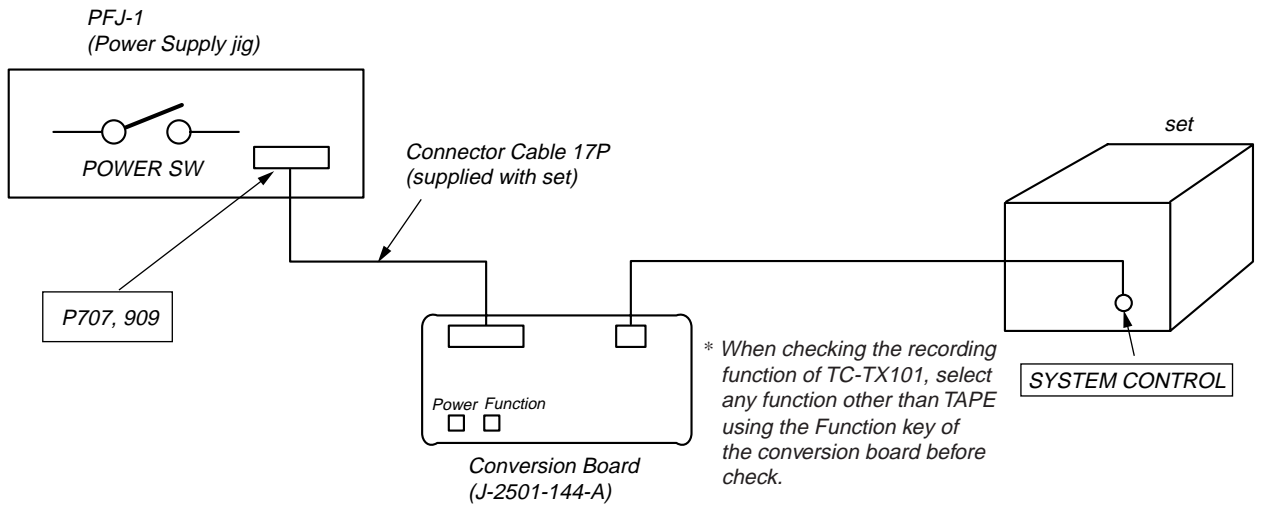 PFJ-1
(Power Supply jig)
POWER SW
Connector Cable 17P
(supplied with set)
set
P707, 909
* When checking the recording
function of TC-TX101, select
any function other than TAPE
using the Function key of
the conversion board before
check.
SYSTEM CONTROL
Power Function
Conversion Board
(J-2501-144-A)